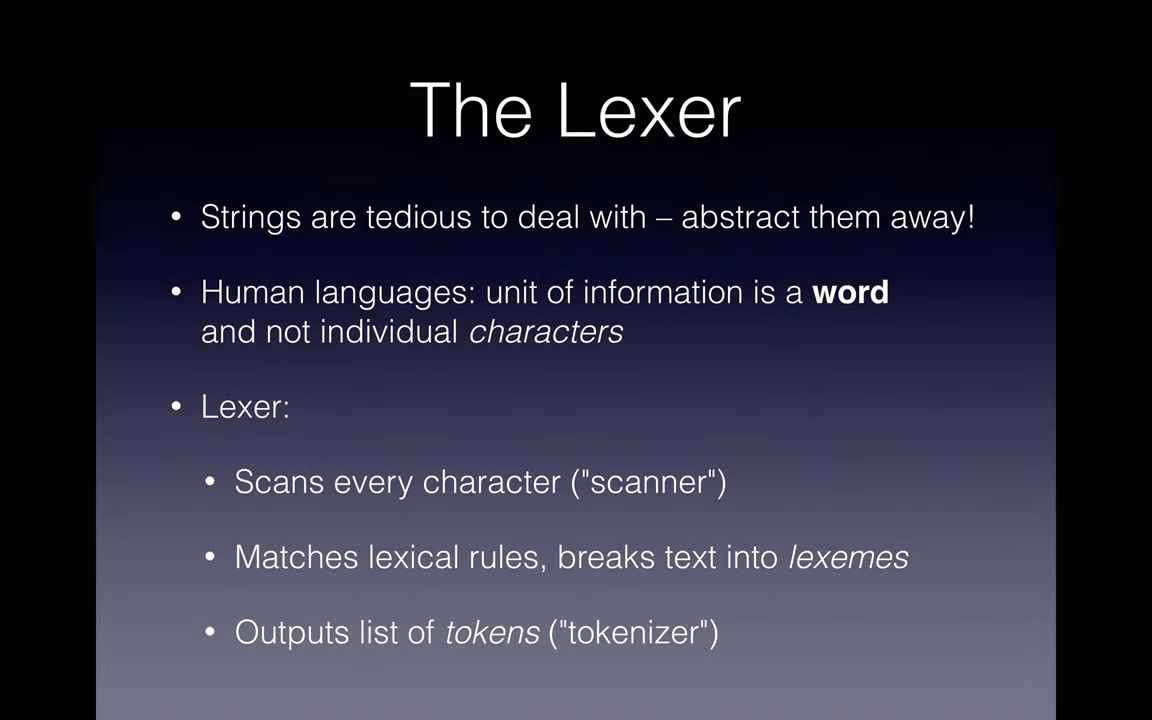 The Lexer
• Strings are tedious to deal with – abstract them away!
• Human languages: unit of information is a word
and not individual characters
• Lexer:
• Scans every character ("scanner")
• Matches lexical rules, breaks text into lexemes
• Outputs list of tokens ("tokenizer")